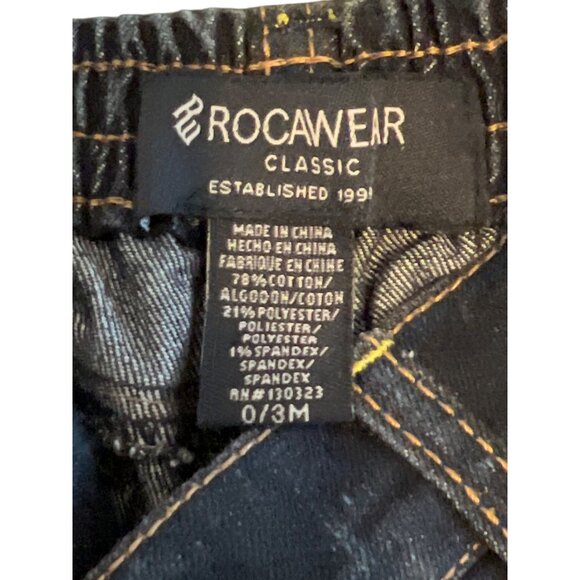 ROCAWEAR
CLASSIC
ESTABLISHED 199
MADE IN CHINA
HECHO EN CHINA
FABRIQUE EN CHINE
78% COTTON/
ALGODON/COTON
21% POLYESTER/
POLIESTER/
POLYESTER
1% SPANDEX/
SPANDEX/
SPANDEX
RN# 130323
0/3M